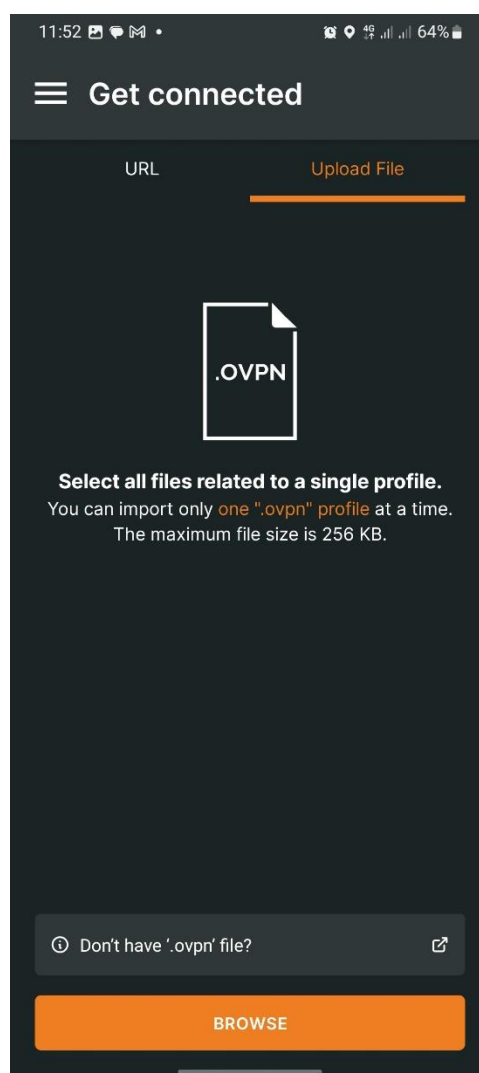 11:52
4G 64%
Get connected
URL Upload File
.OVPN
Select all files related to a single profile.
You can import only one ".ovpn" profile at a time.
The maximum file size is 256 KB.
Don't have '.ovpn' file?
BROWSE